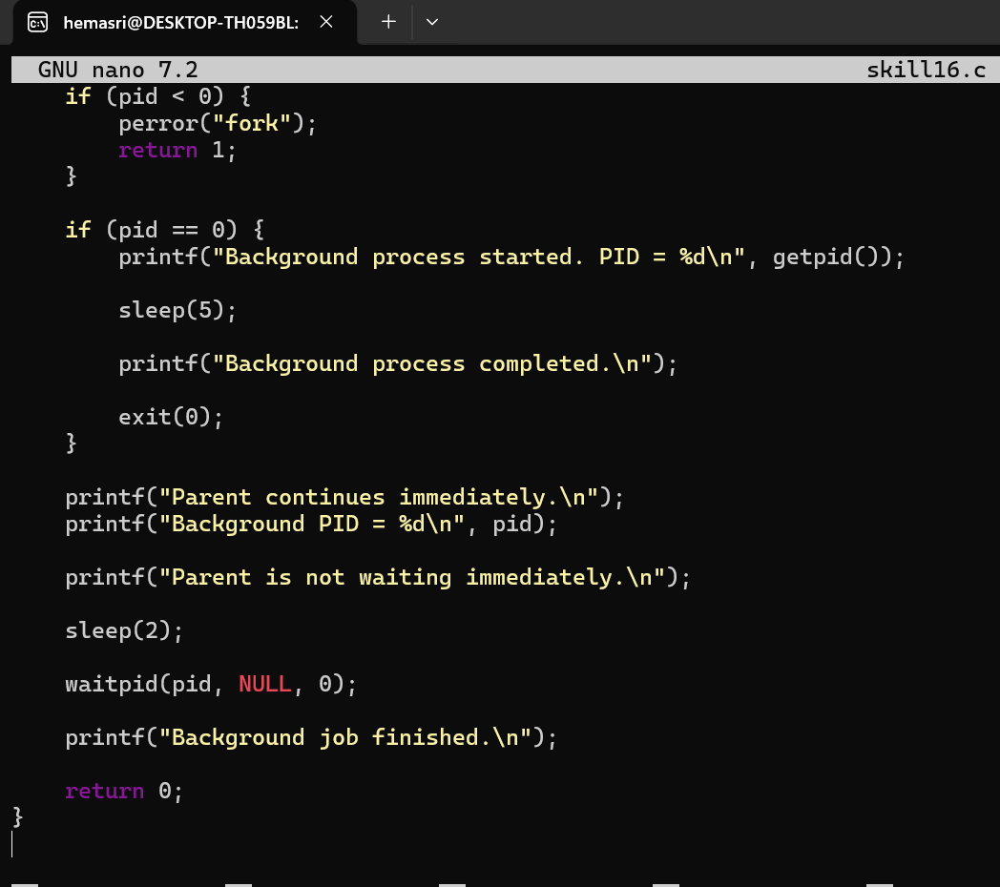 hemasri@DESKTOP-TH059BL:
GNU nano 7.2 skill16.c
    if (pid < 0) {
        perror("fork");
        return 1;
    }

    if (pid == 0) {
        printf("Background process started. PID = %d\n", getpid());

        sleep(5);

        printf("Background process completed.\n");

        exit(0);
    }

    printf("Parent continues immediately.\n");
    printf("Background PID = %d\n", pid);

    printf("Parent is not waiting immediately.\n");

    sleep(2);

    waitpid(pid, NULL, 0);

    printf("Background job finished.\n");

    return 0;
}